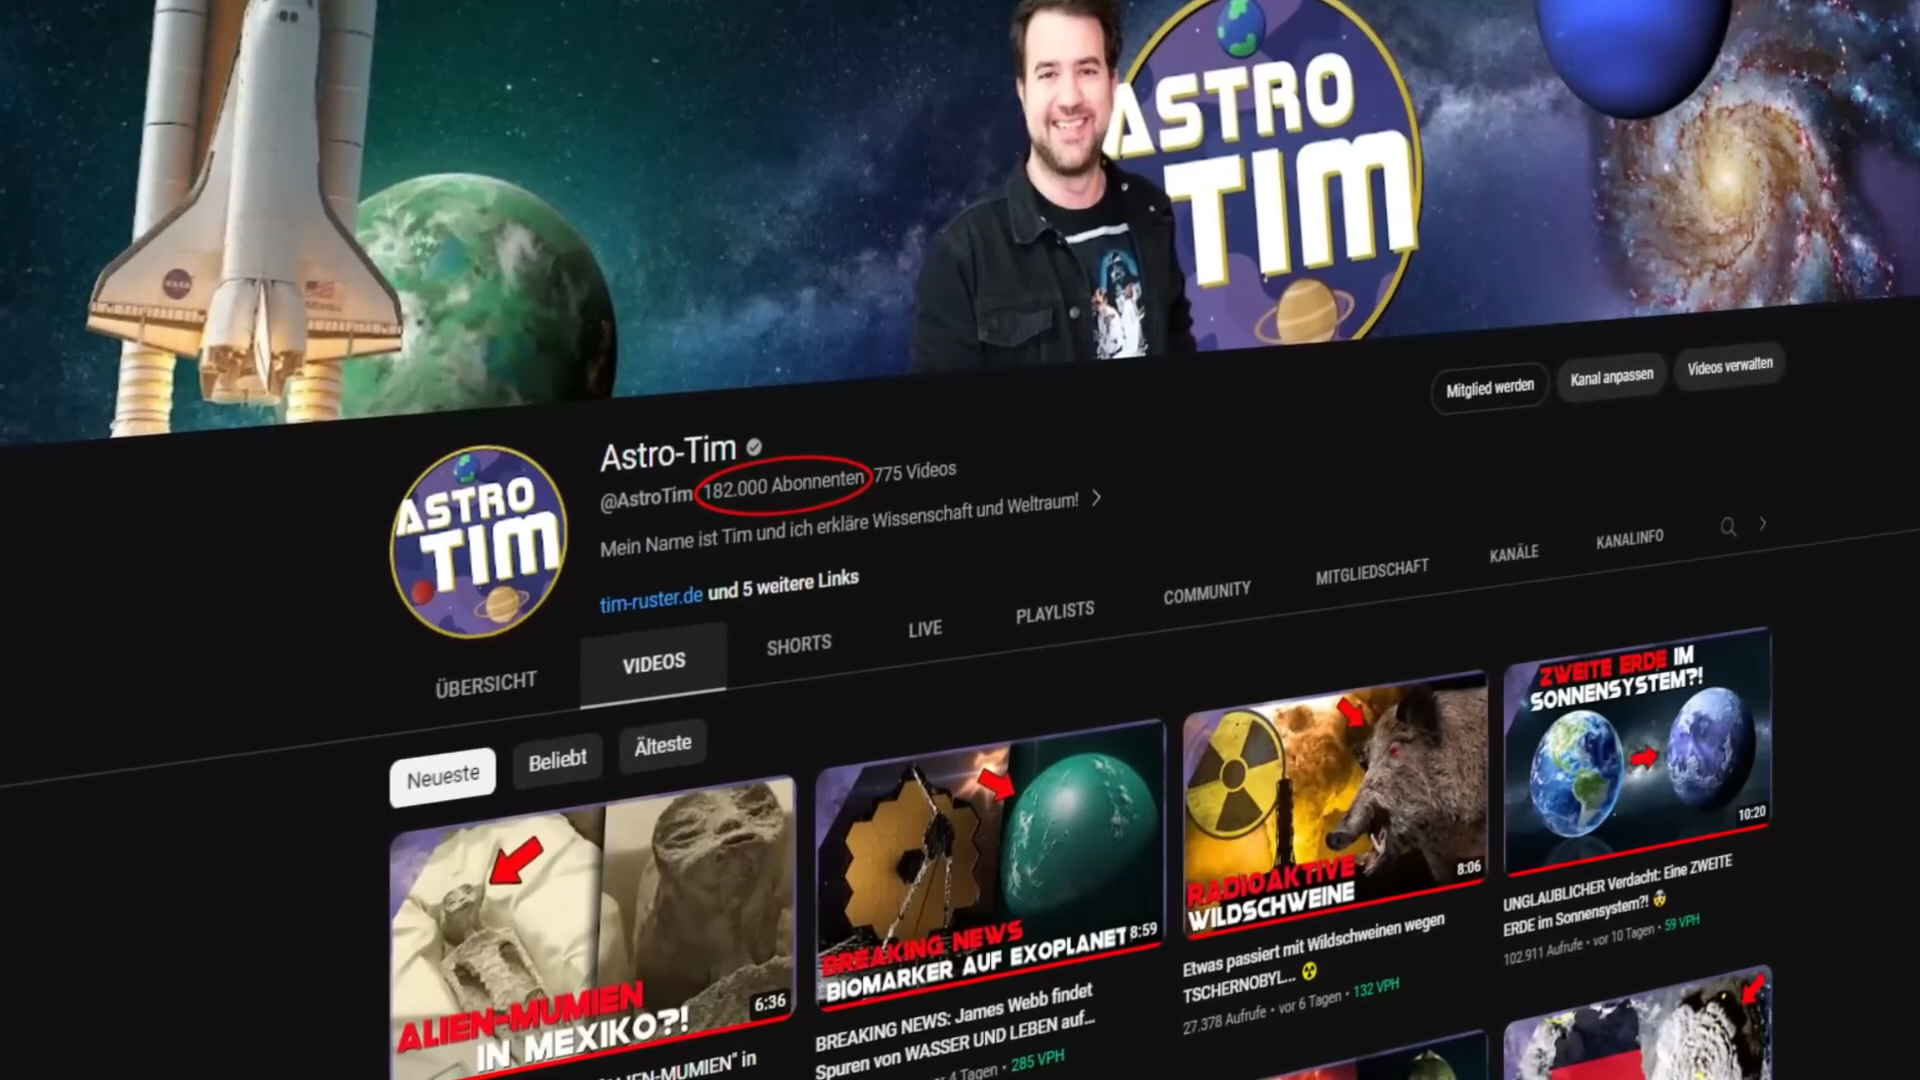 NASA
ASTRO
TIM
Mitglied werden
Kanal anpassen
Videos verwalten
ASTRO
TIM
Astro-Tim
@AstroTim 182.000 Abonnenten 775 Videos
Mein Name ist Tim und ich erkläre Wissenschaft und Weltraum!
tim-ruster.de und 5 weitere Links
ÜBERSICHT
VIDEOS
SHORTS
LIVE
PLAYLISTS
COMMUNITY
MITGLIEDSCHAFT
KANÄLE
KANALINFO
Neueste
Beliebt
Älteste
ALIEN-MUMIEN
IN MEXIKO?!
6:36
BREAKING NEWS
BIOMARKER AUF EXOPLANET
8:59
BREAKING NEWS: James Webb findet
Spuren von WASSER UND LEBEN auf...
4 Tagen • 285 VPH
RADIOAKTIVE
WILDSCHWEINE
8:06
Etwas passiert mit Wildschweinen wegen
TSCHERNOBYL...
27.378 Aufrufe • vor 6 Tagen • 132 VPH
ZWEITE ERDE IM
SONNENSYSTEM?!
10:20
UNGLAUBLICHER Verdacht: Eine ZWEITE
ERDE im Sonnensystem?!
102.911 Aufrufe • vor 10 Tagen • 59 VPH